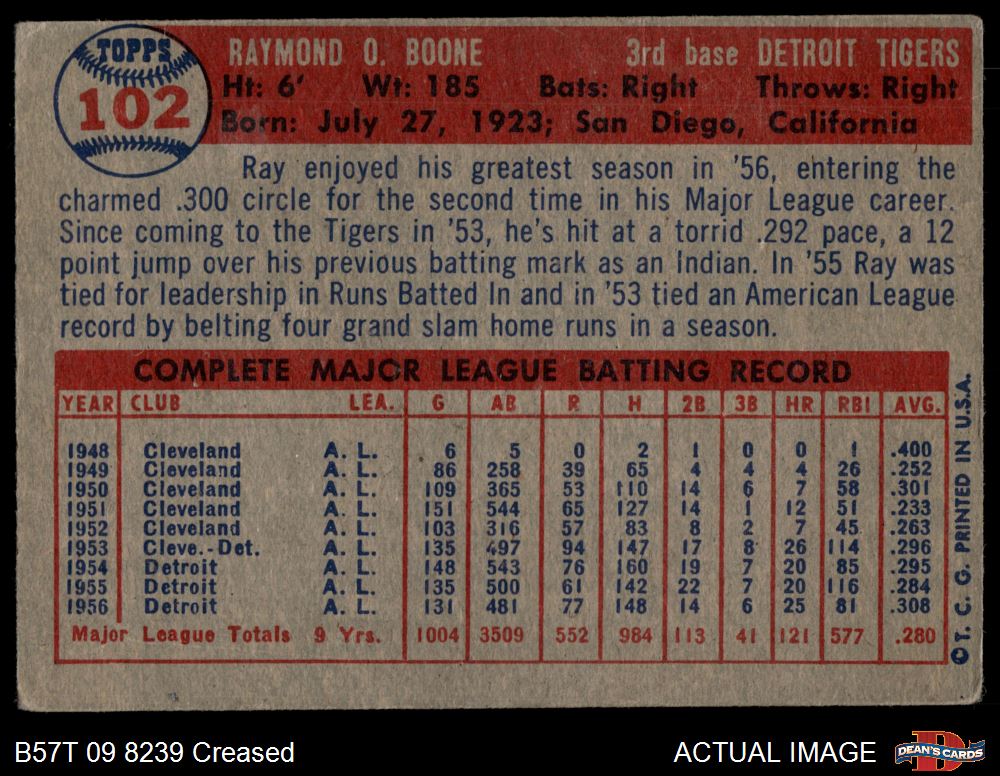 TOPPS
102
RAYMOND O. BOONE 3rd base DETROIT TIGERS
Ht: 6' Wt: 185 Bats: Right Throws: Right
Born: July 27, 1923; San Diego, California
Ray enjoyed his greatest season in '56, entering the
charmed .300 circle for the second time in his Major League career.
Since coming to the Tigers in '53, he's hit at a torrid .292 pace, a 12
point jump over his previous batting mark as an Indian. In '55 Ray was
tied for leadership in Runs Batted In and in '53 tied an American League
record by belting four grand slam home runs in a season.
COMPLETE MAJOR LEAGUE BATTING RECORD
YEAR CLUB LEA. G AB R H 2B 3B HR RBI AVG.
1948 Cleveland A. L. 6 5 0 2 1 0 0 1 .400
1949 Cleveland A. L. 86 258 39 65 4 4 4 26 .252
1950 Cleveland A. L. 109 365 53 110 14 6 7 58 .301
1951 Cleveland A. L. 151 544 65 127 14 1 12 51 .233
1952 Cleveland A. L. 103 316 57 83 8 2 7 45 .263
1953 Cleve.-Det. A. L. 135 497 94 147 17 8 26 114 .296
1954 Detroit A. L. 148 543 76 160 19 7 20 85 .295
1955 Detroit A. L. 135 500 61 142 22 7 20 116 .284
1956 Detroit A. L. 131 481 77 148 14 6 25 81 .308
Major League Totals 9 Yrs. 1004 3509 552 984 113 41 121 577 .280
©T. C. G. PRINTED IN U.S.A.
B57T 09 8239 Creased
ACTUAL IMAGE
DEAN'S CARDS